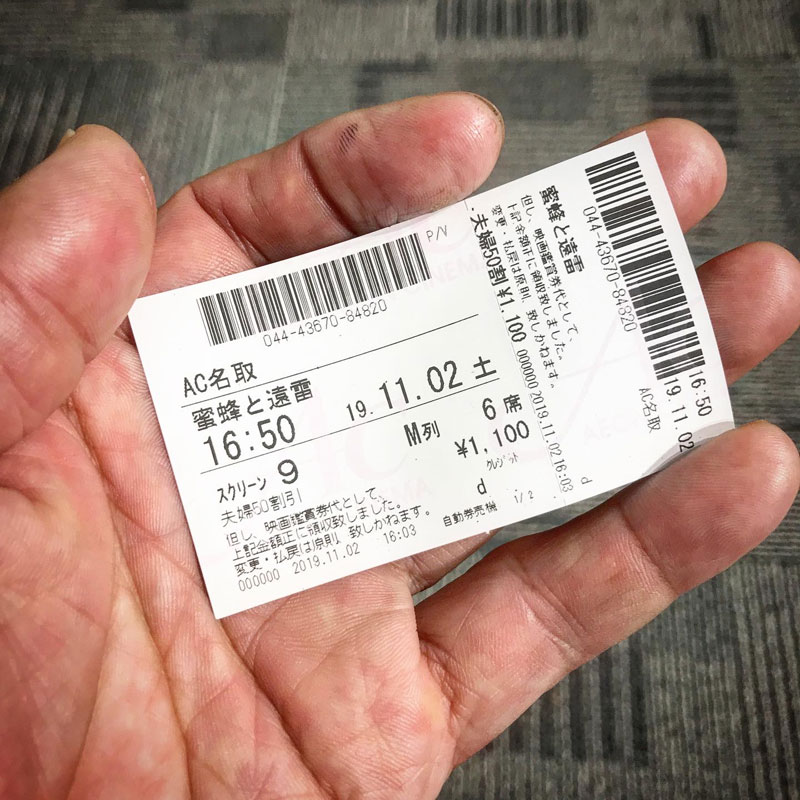 P/V
044-43670-84820
AC名取
蜜蜂と遠雷
16:50 19.11.02 土
スクリーン 9 M列 6席
夫婦50割引 ¥1,100
クレジット
但し、映画鑑賞券代として、
上記金額正に領収致しました。
変更・払戻は原則、致しかねます。
000000 2019.11.02 16:03
d 1/2
自動券売機
044-43670-84820
蜜蜂と遠雷
但し、映画鑑賞券代として、
上記金額正に領収致しました。
変更・払戻は原則、致しかねます。
・夫婦50割 ¥1,100 000000 2019.11.02 16:03 d
AC名取
19.11.02 16:50